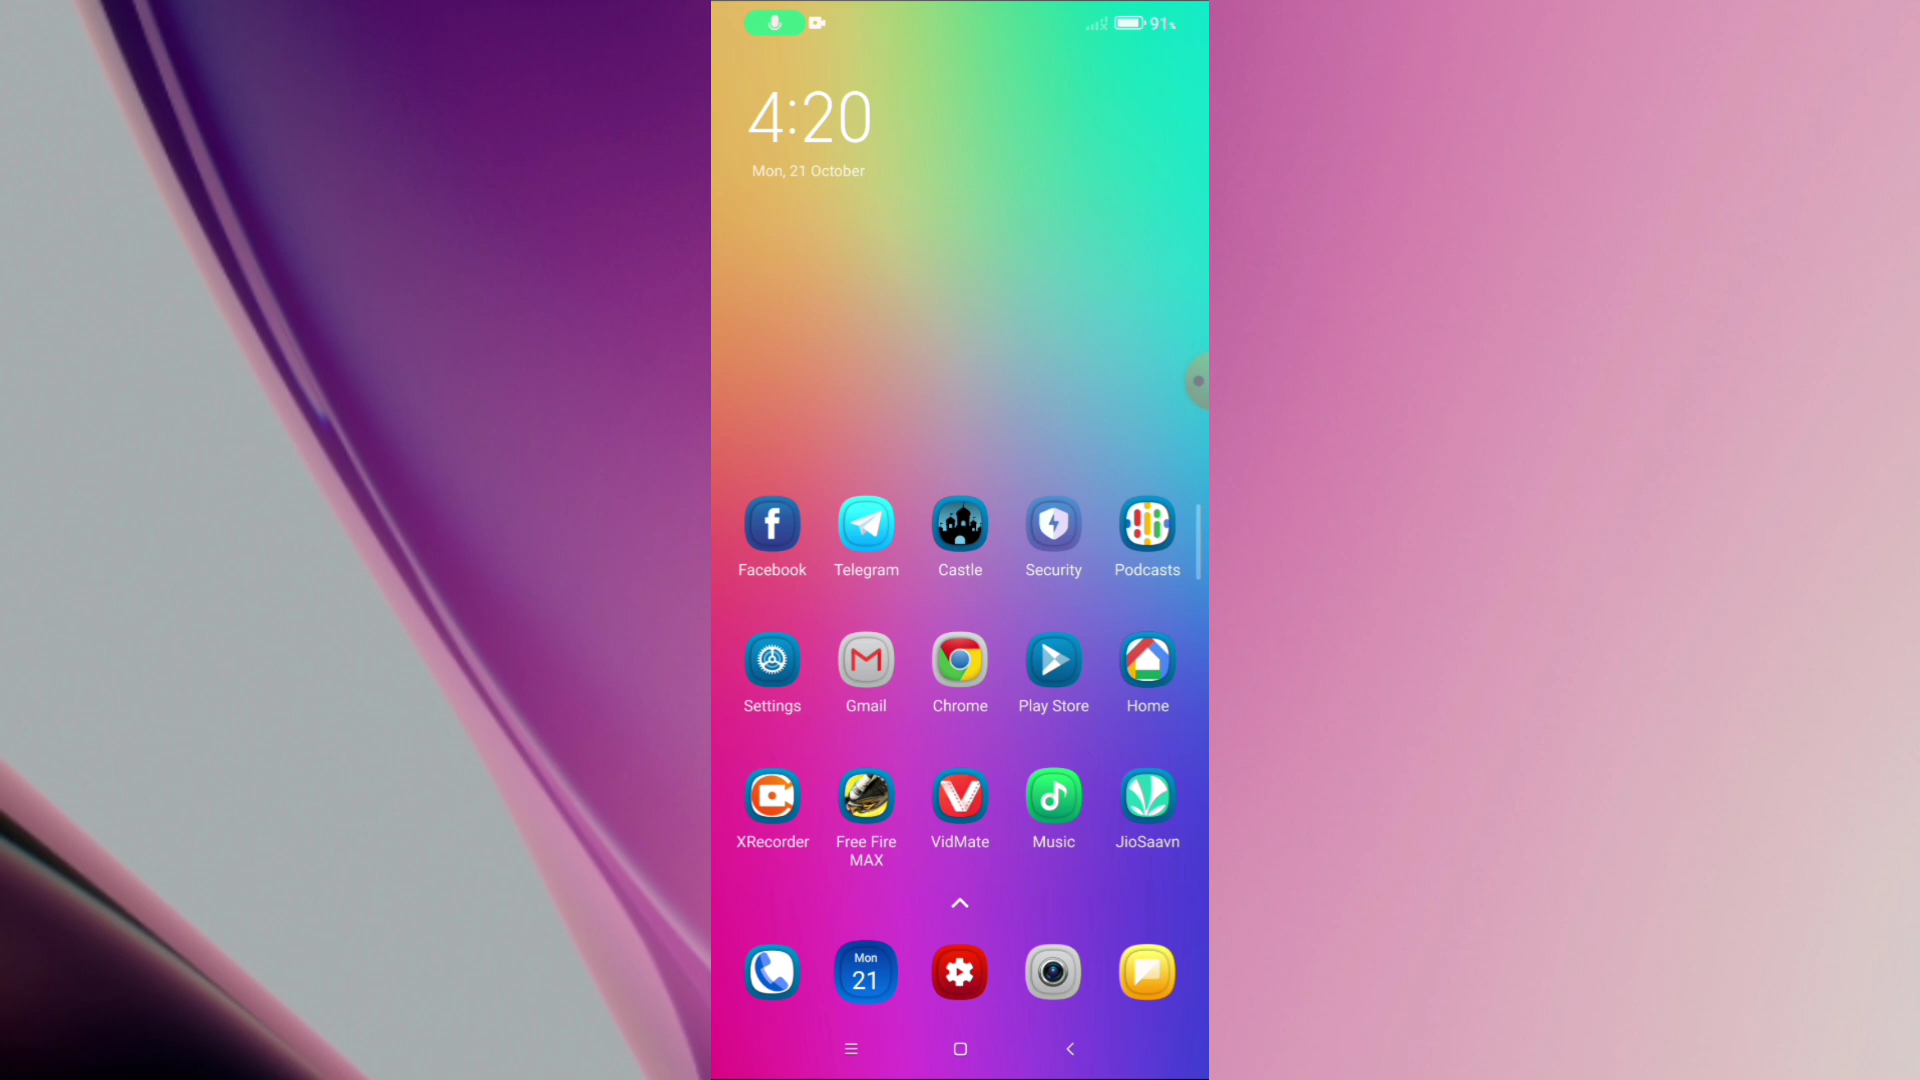 91%
4:20
Mon, 21 October
Facebook
Telegram
Castle
Security
Podcasts
Settings
Gmail
Chrome
Play Store
Home
XRecorder
Free Fire
MAX
VidMate
Music
JioSaavn
Mon
21